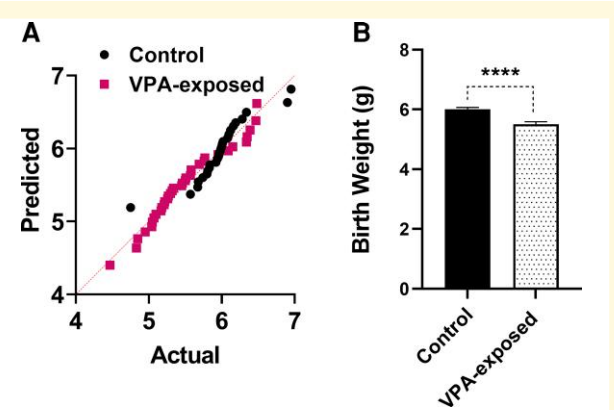 A
Control
VPA-exposed
7
6
5
4
4 5 6 7
Predicted
Actual
B
****
8
6
4
2
0
Birth Weight (g)
Control
VPA-exposed